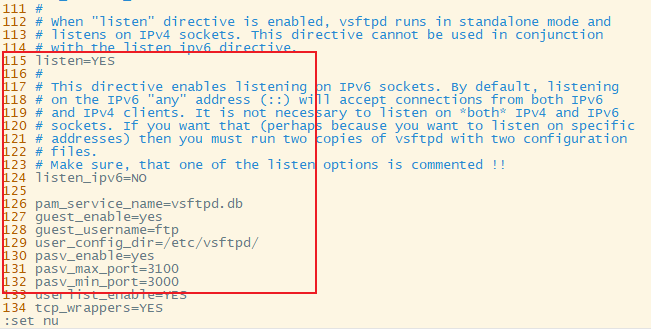 111 #
112 # When "listen" directive is enabled, vsftpd runs in standalone mode and
113 # listens on IPv4 sockets. This directive cannot be used in conjunction
114 # with the listen_ipv6 directive.
115 listen=YES
116 #
117 # This directive enables listening on IPv6 sockets. By default, listening
118 # on the IPv6 "any" address (::) will accept connections from both IPv6
119 # and IPv4 clients. It is not necessary to listen on *both* IPv4 and IPv6
120 # sockets. If you want that (perhaps because you want to listen on specific
121 # addresses) then you must run two copies of vsftpd with two configuration
122 # files.
123 # Make sure, that one of the listen options is commented !!
124 listen_ipv6=NO
125
126 pam_service_name=vsftpd.db
127 guest_enable=yes
128 guest_username=ftp
129 user_config_dir=/etc/vsftpd/
130 pasv_enable=yes
131 pasv_max_port=3100
132 pasv_min_port=3000
133 userlist_enable=YES
134 tcp_wrappers=YES
:set nu